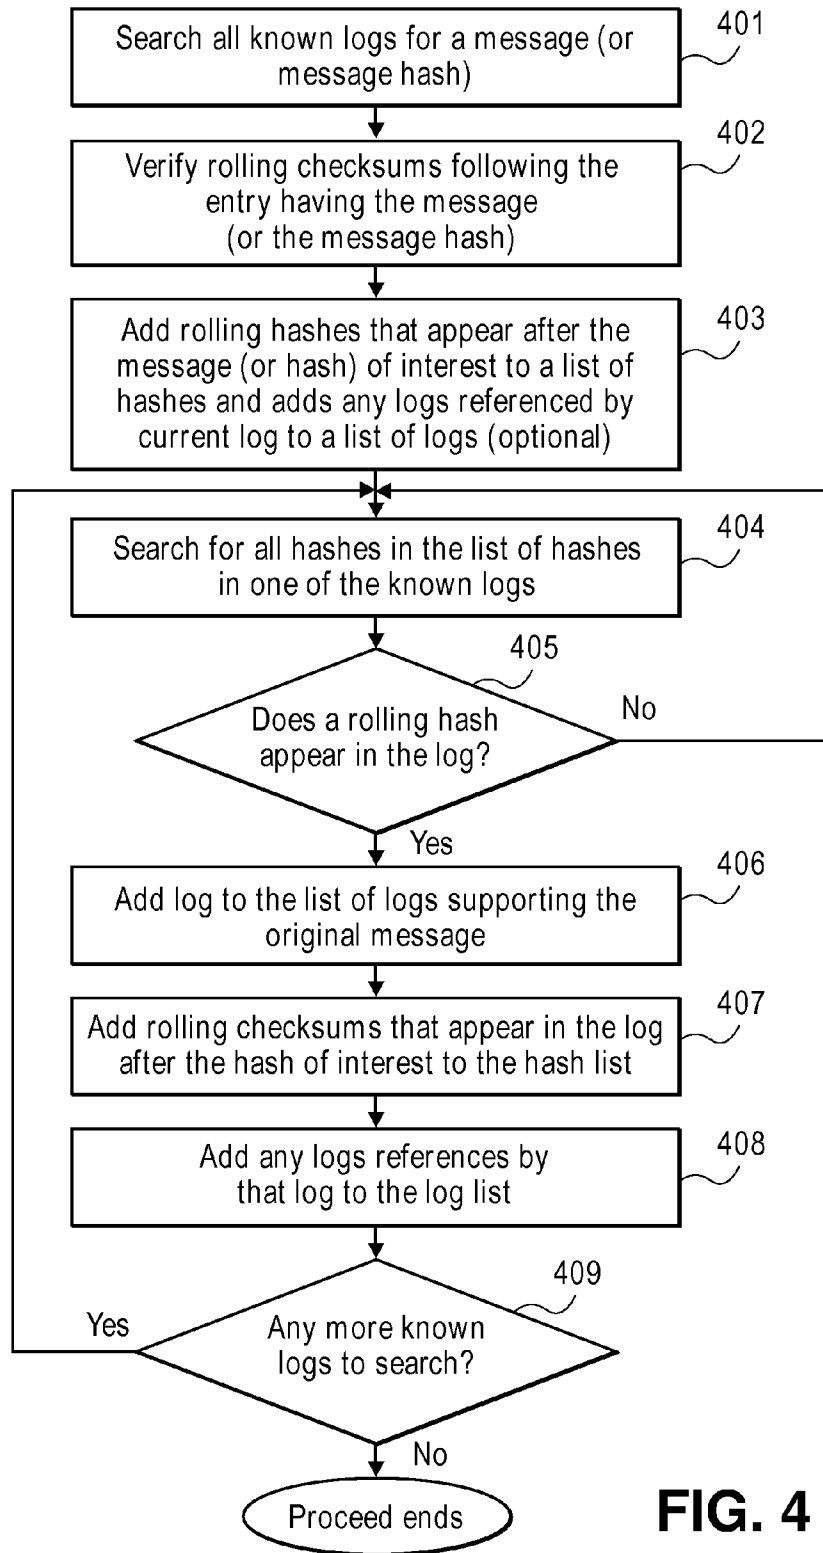 Search all known logs for a message (or
message hash)
401
Verify rolling checksums following the
entry having the message
(or the message hash)
402
Add rolling hashes that appear after the
message (or hash) of interest to a list of
hashes and adds any logs referenced by
current log to a list of logs (optional)
403
Search for all hashes in the list of hashes
in one of the known logs
404
405
Does a rolling hash
appear in the log?
No
Yes
Add log to the list of logs supporting the
original message
406
Add rolling checksums that appear in the log
after the hash of interest to the hash list
407
Add any logs references by
that log to the log list
408
409
Any more known
logs to search?
Yes
No
Proceed ends
FIG. 4